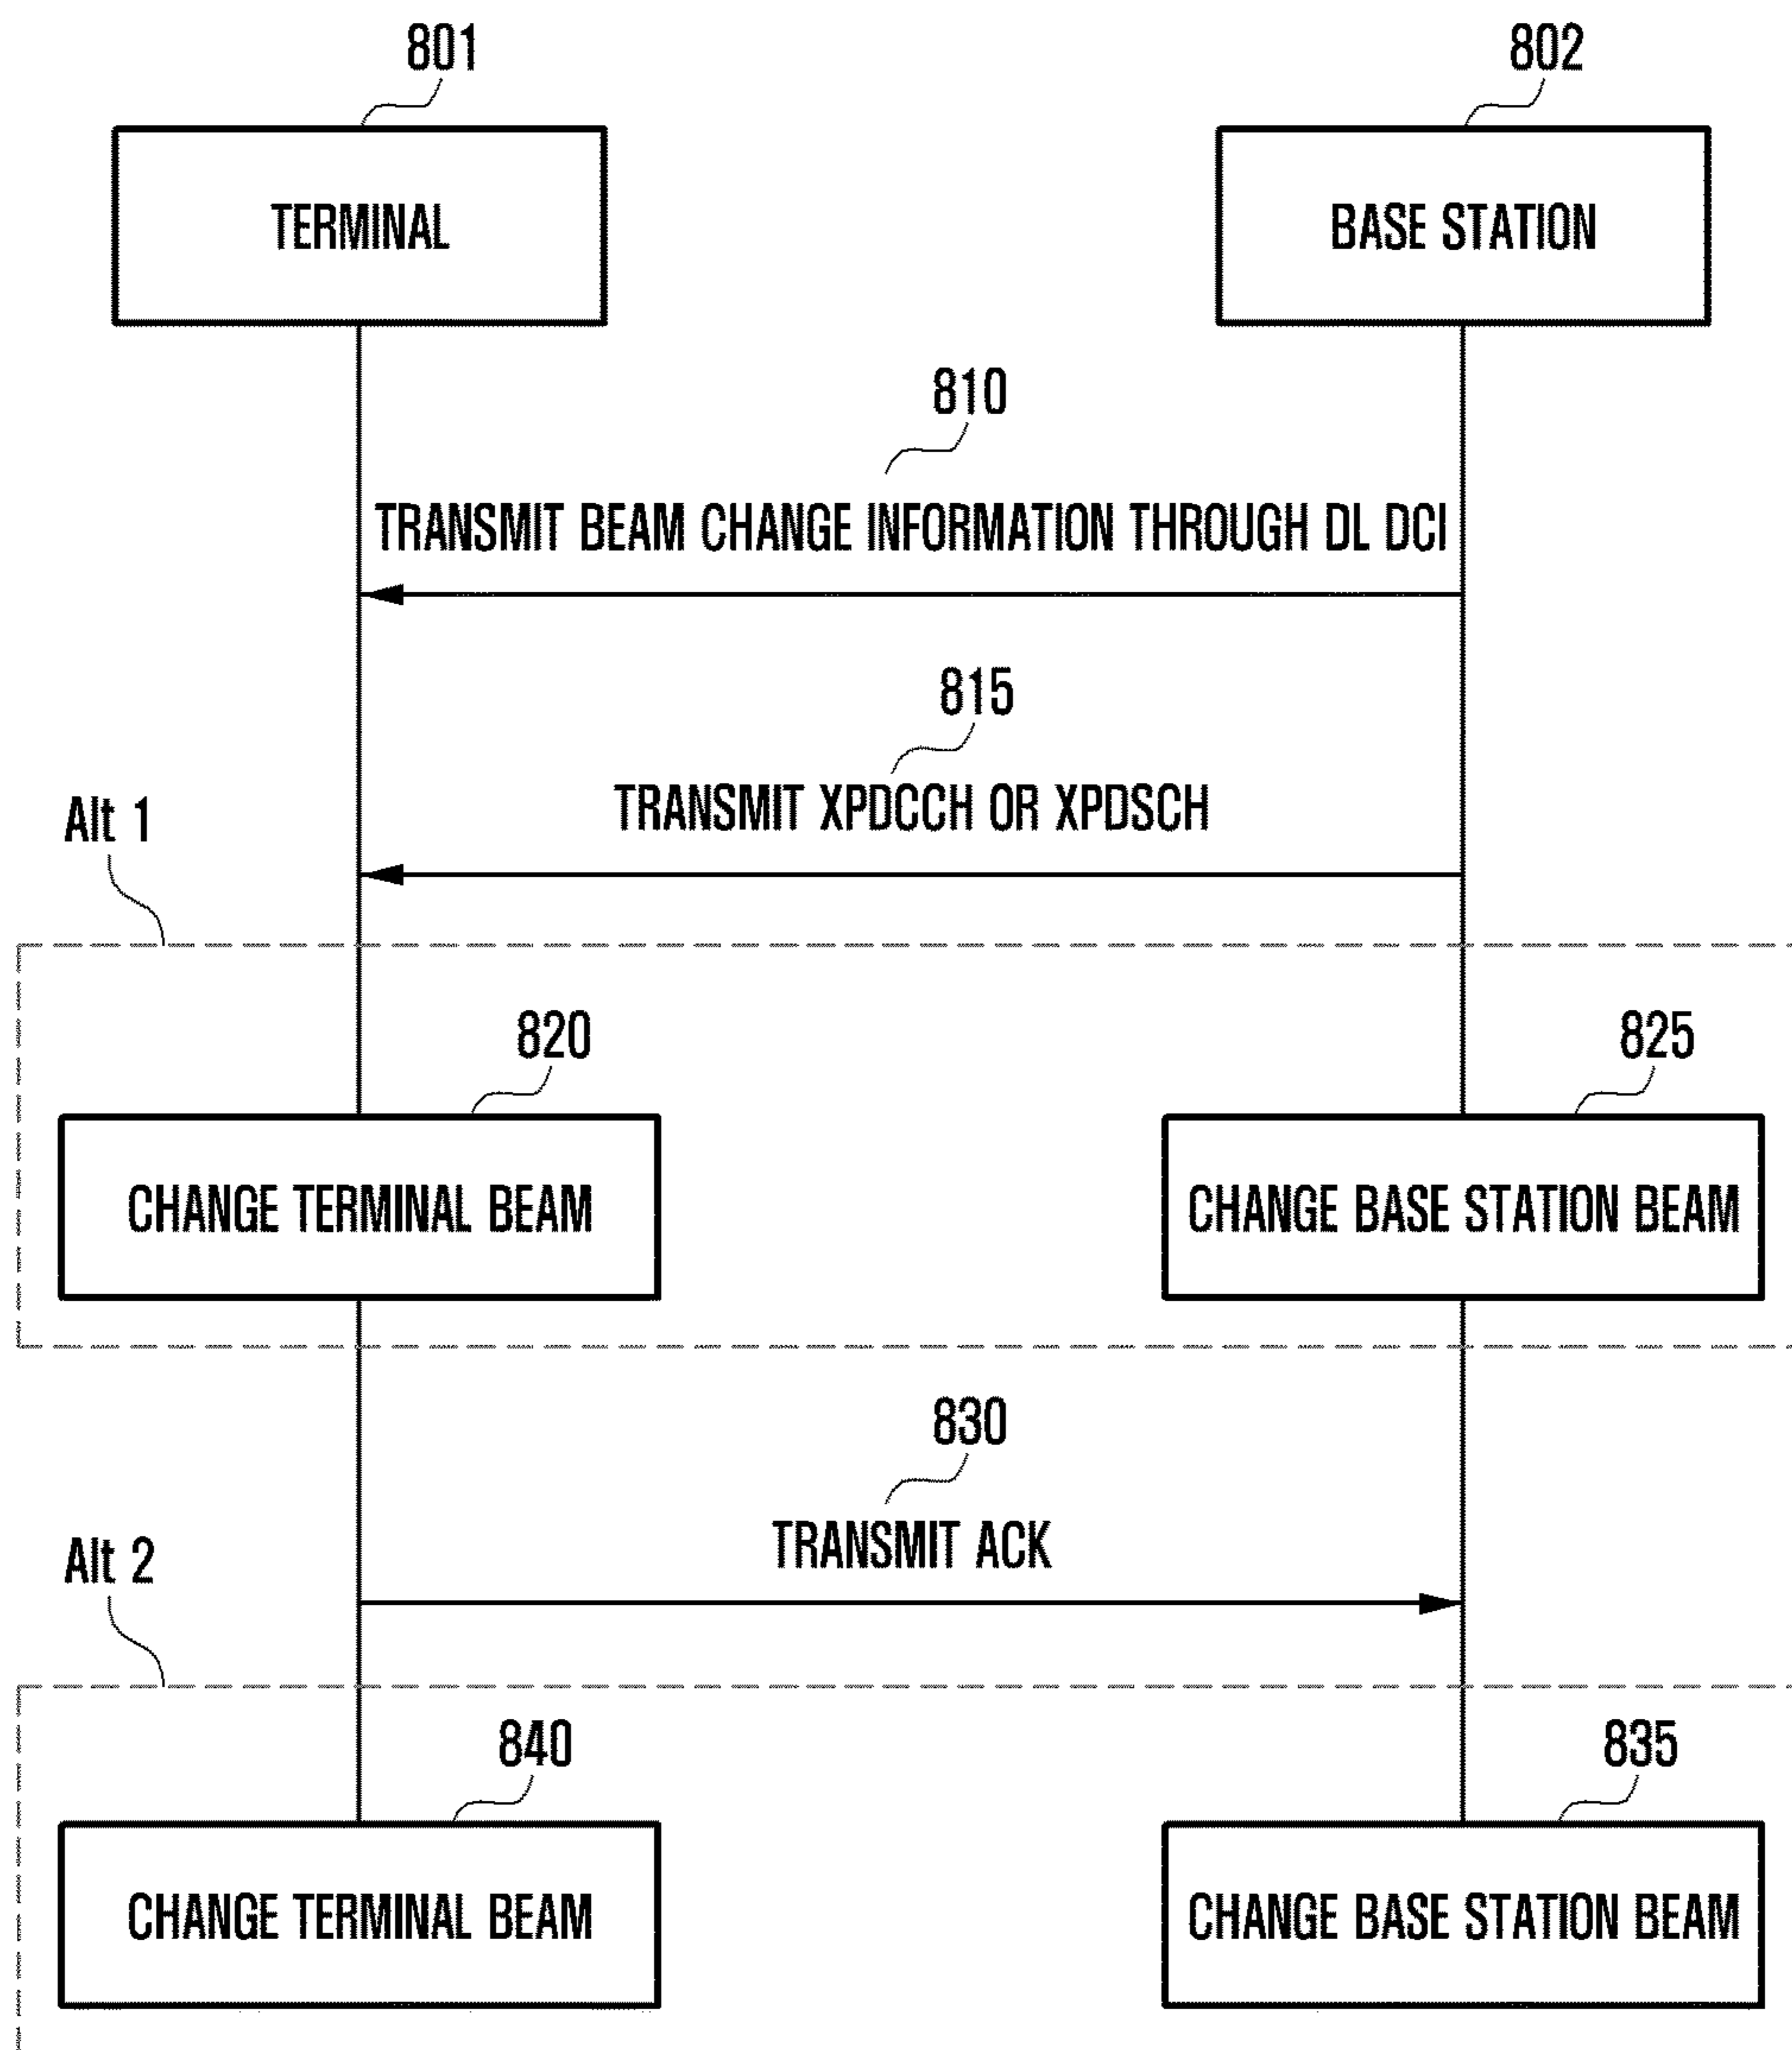 801
802
TERMINAL
BASE STATION
810
TRANSMIT BEAM CHANGE INFORMATION THROUGH DL DCI
815
TRANSMIT XPDCCH OR XPDSCH
Alt 1
820
825
CHANGE TERMINAL BEAM
CHANGE BASE STATION BEAM
830
TRANSMIT ACK
Alt 2
840
835
CHANGE TERMINAL BEAM
CHANGE BASE STATION BEAM